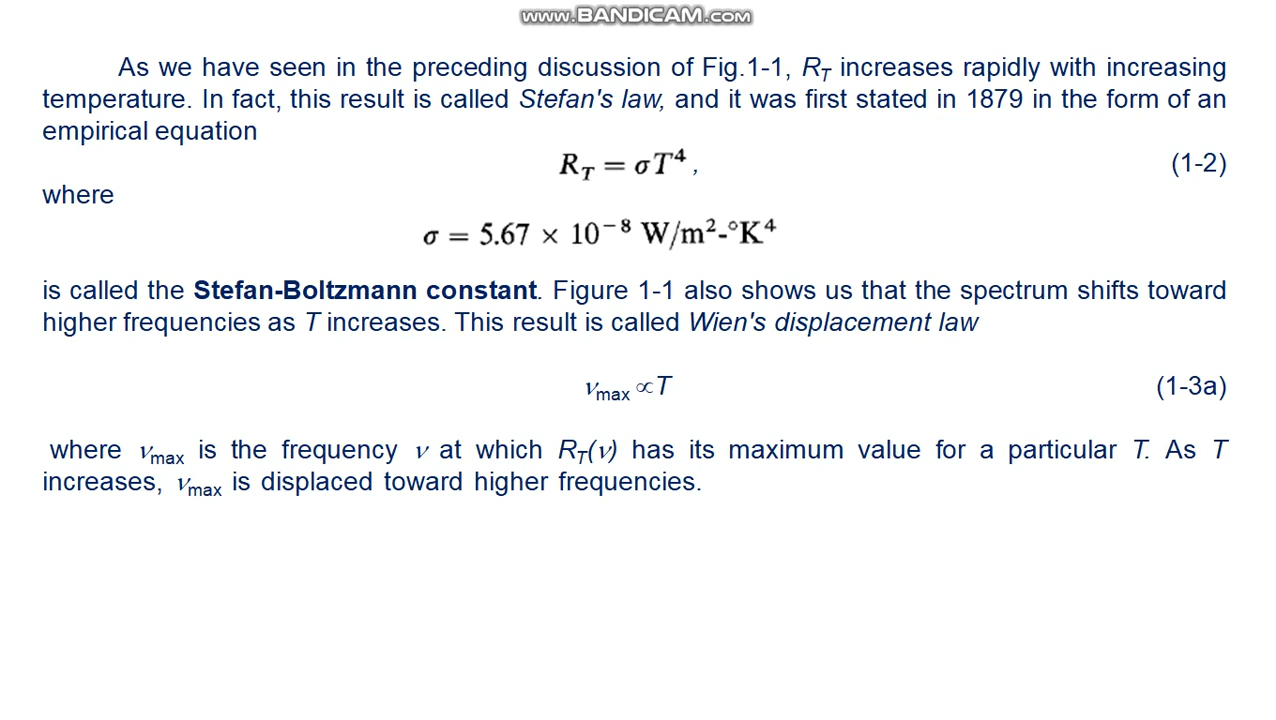 www.BANDICAM.com
As we have seen in the preceding discussion of Fig.1-1, R_T increases rapidly with increasing
temperature. In fact, this result is called Stefan's law, and it was first stated in 1879 in the form of an
empirical equation
R_T = σT⁴ , (1-2)
where
σ = 5.67 × 10⁻⁸ W/m²-°K⁴
is called the Stefan-Boltzmann constant. Figure 1-1 also shows us that the spectrum shifts toward
higher frequencies as T increases. This result is called Wien's displacement law
ν_max ∝ T (1-3a)
where ν_max is the frequency ν at which R_T(ν) has its maximum value for a particular T. As T
increases, ν_max is displaced toward higher frequencies.